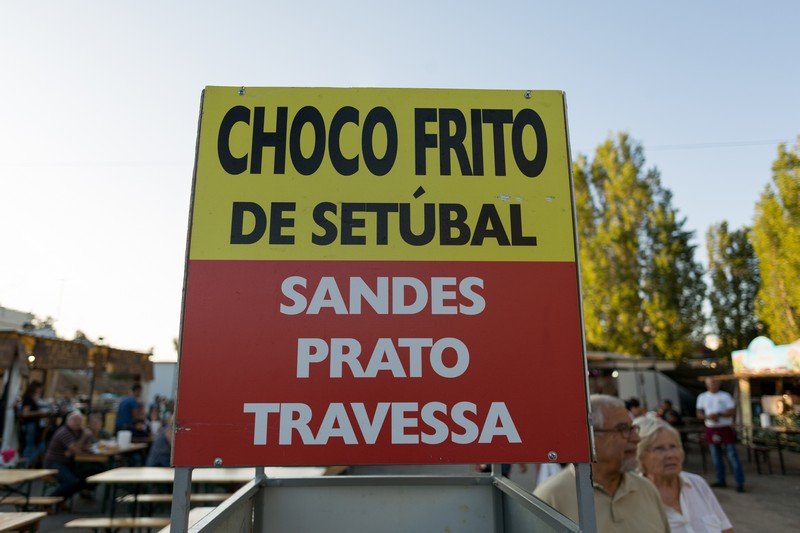 CHOCO FRITO
DE SETÚBAL
SANDES
PRATO
TRAVESSA